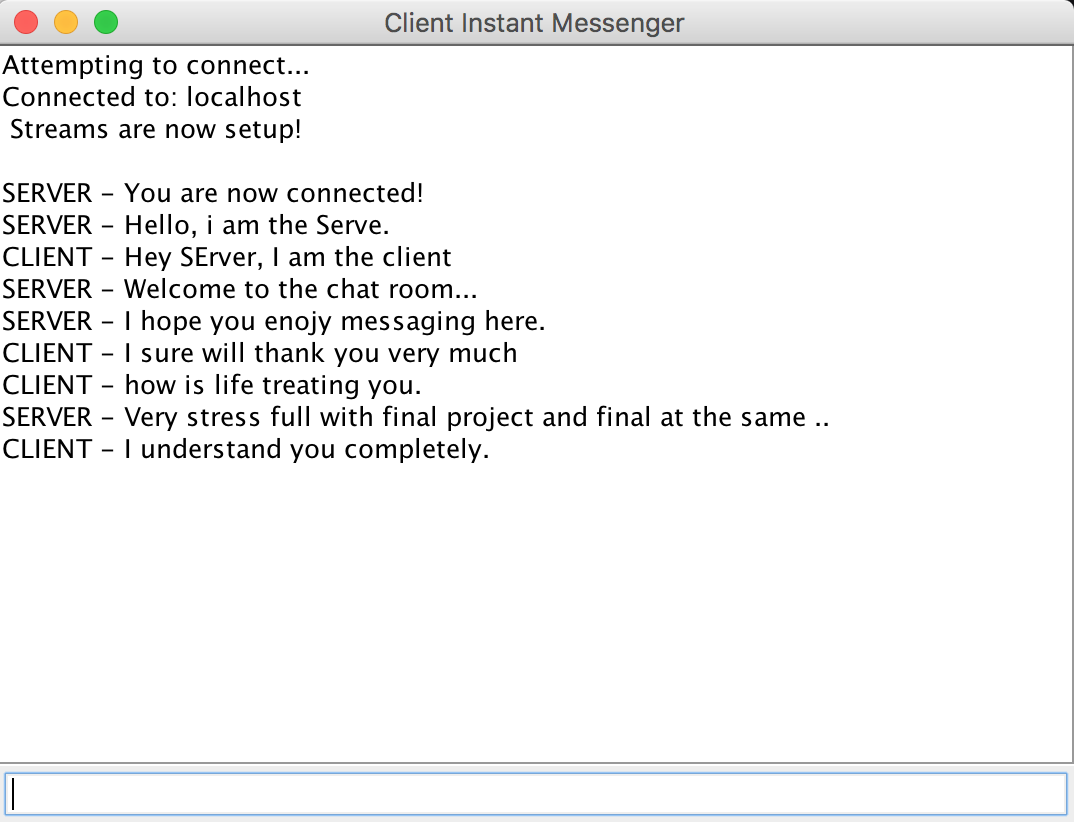 Client Instant Messenger
Attempting to connect...
Connected to: localhost
Streams are now setup!
SERVER – You are now connected!
SERVER – Hello, i am the Serve.
CLIENT – Hey SErver, I am the client
SERVER – Welcome to the chat room...
SERVER – I hope you enojy messaging here.
CLIENT – I sure will thank you very much
CLIENT – how is life treating you.
SERVER – Very stress full with final project and final at the same ..
CLIENT – I understand you completely.